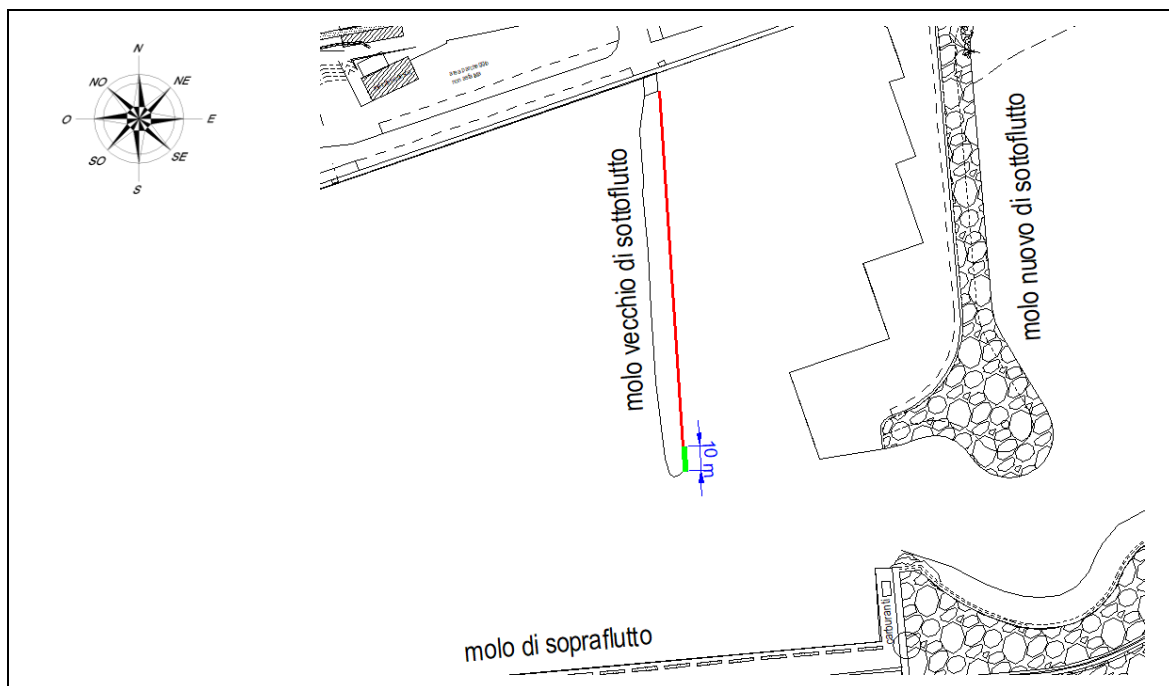 N
NO
NE
O
E
SO
SE
S
molo vecchio di sottoflutto
molo nuovo di sottoflutto
10 m
carburanti
molo di sopraflutto